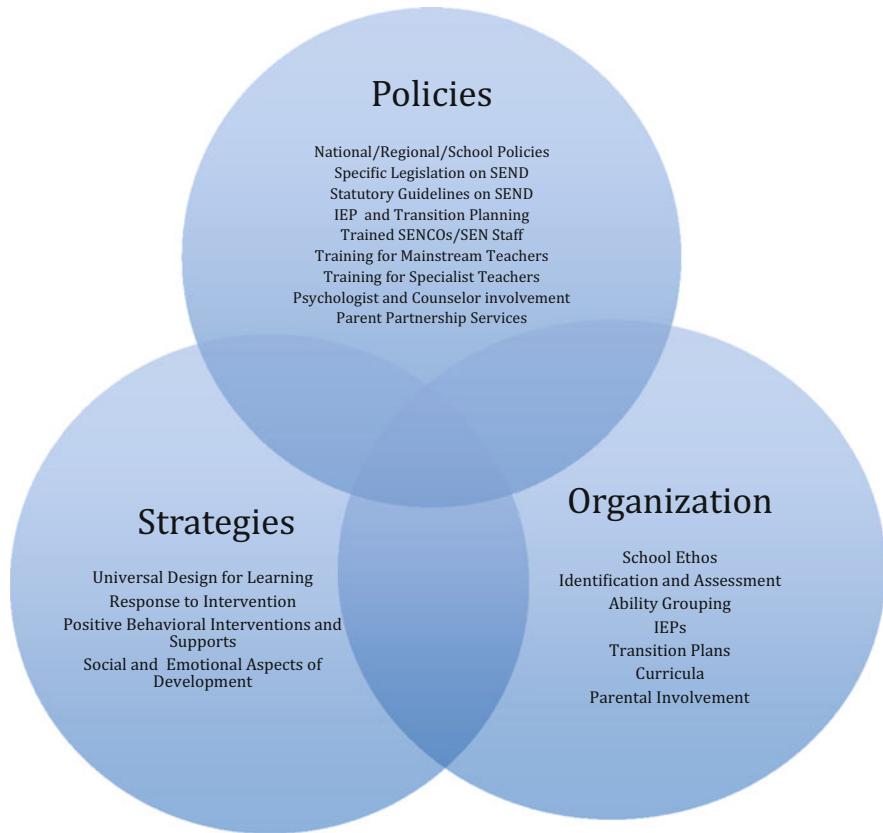 Policies
National/Regional/School Policies
Specific Legislation on SEND
Statutory Guidelines on SEND
IEP and Transition Planning
Trained SENCOs/SEN Staff
Training for Mainstream Teachers
Training for Specialist Teachers
Psychologist and Counselor involvement
Parent Partnership Services
Strategies
Universal Design for Learning
Response to Intervention
Positive Behavioral Interventions and
Supports
Social and Emotional Aspects of
Development
Organization
School Ethos
Identification and Assessment
Ability Grouping
IEPs
Transition Plans
Curricula
Parental Involvement